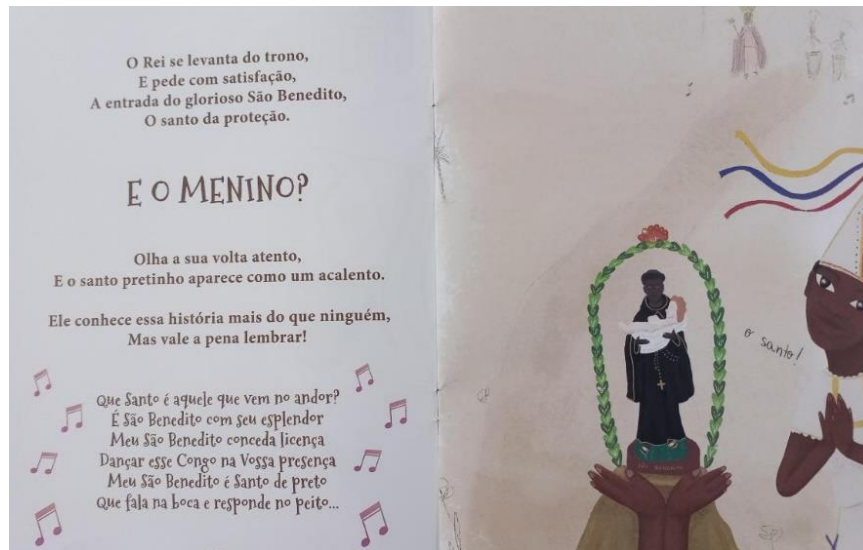 O Rei se levanta do trono,
E pede com satisfação,
A entrada do glorioso São Benedito,
O santo da proteção.
E O MENINO?
Olha a sua volta atento,
E o santo pretinho aparece como um acalento.
Ele conhece essa história mais do que ninguém,
Mas vale a pena lembrar!
Que Santo é aquele que vem no andor?
É São Benedito com seu esplendor
Meu São Benedito conceda licença
Dançar esse Congo na Vossa presença
Meu São Benedito é Santo de preto
Que fala na boca e responde no peito...
o santo!
SÃO BENEDITO